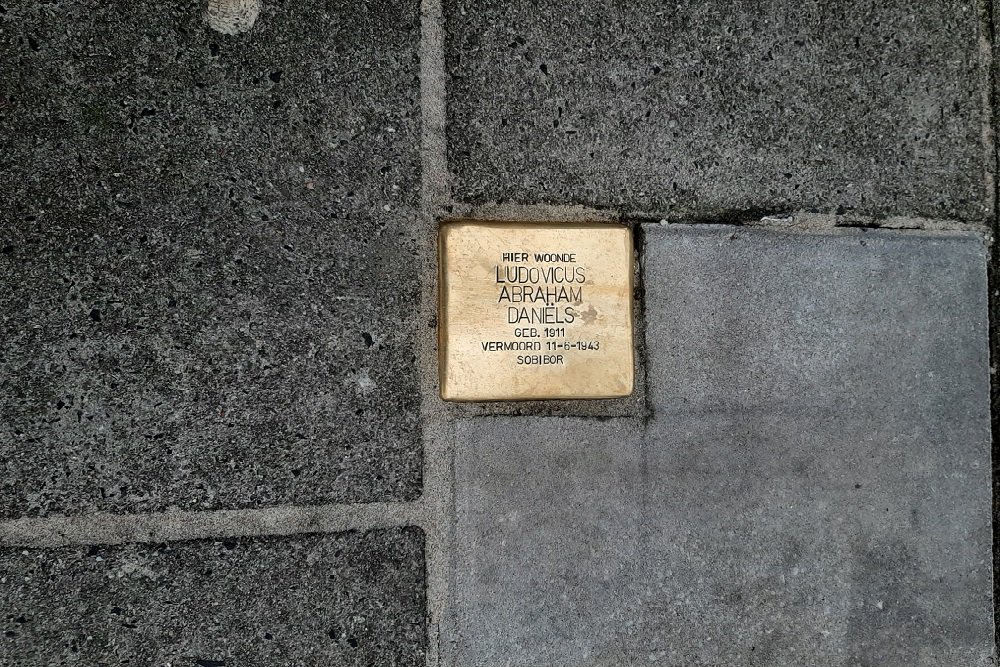 HIER WOONDE
LUDOVICUS
ABRAHAM
DANIËLS
GEB. 1911
VERMOORD 11-6-1943
SOBIBOR